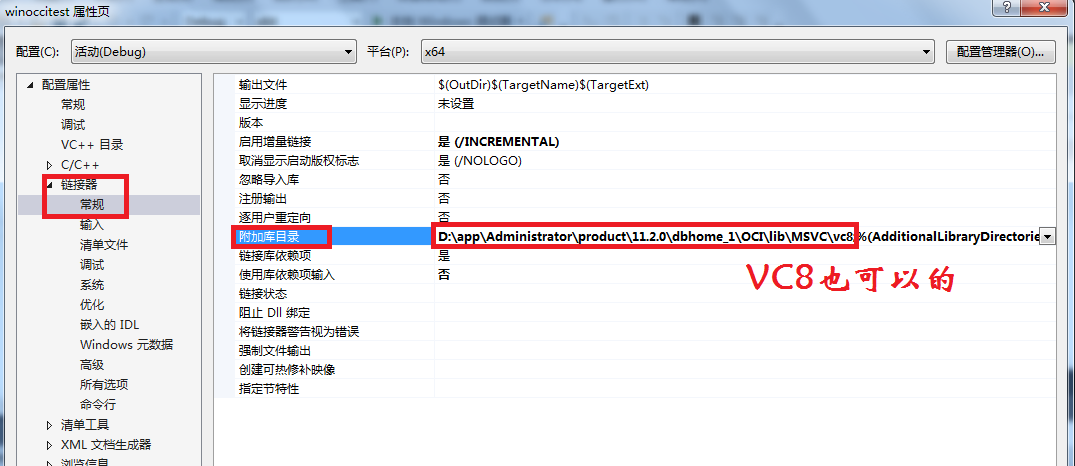 winoccitest 属性页
配置(C): 活动(Debug) 平台(P): x64 配置管理器(O)...
配置属性
常规
调试
VC++ 目录
C/C++
链接器
常规
输入
清单文件
调试
系统
优化
嵌入的 IDL
Windows 元数据
高级
所有选项
命令行
清单工具
XML 文档生成器
浏览信息
输出文件 $(OutDir)$(TargetName)$(TargetExt)
显示进度 未设置
版本
启用增量链接 是 (/INCREMENTAL)
取消显示启动版权标志 是 (/NOLOGO)
忽略导入库 否
注册输出 否
逐用户重定向 否
附加库目录 D:\app\Administrator\product\11.2.0\dbhome_1\OCI\lib\MSVC\vc8;%(AdditionalLibraryDirectorie
链接库依赖项 是
使用库依赖项输入 否
链接状态
阻止 Dll 绑定
将链接器警告视为错误
强制文件输出
创建可热修补映像
指定节特性
VC8也可以的